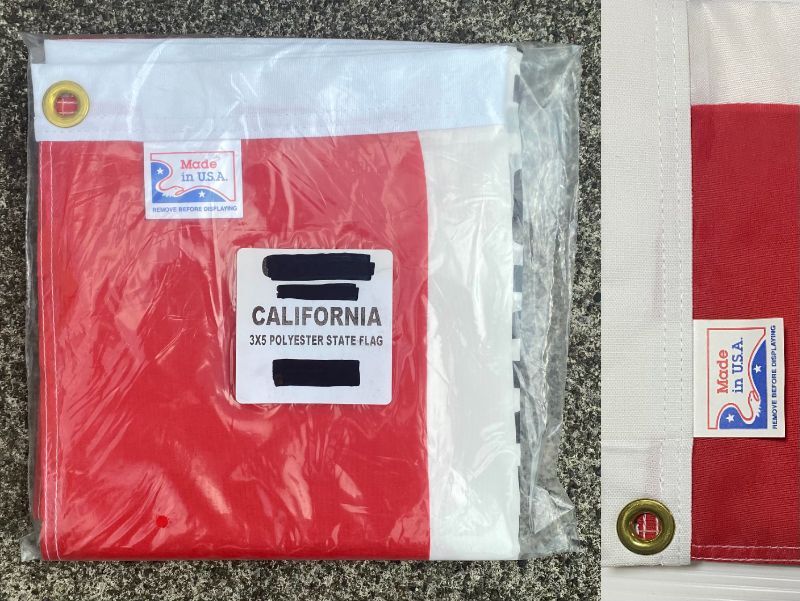 Made
in U.S.A.
REMOVE BEFORE DISPLAYING
CALIFORNIA
3X5 POLYESTER STATE FLAG
Made
in U.S.A.
REMOVE BEFORE DISPLAYING